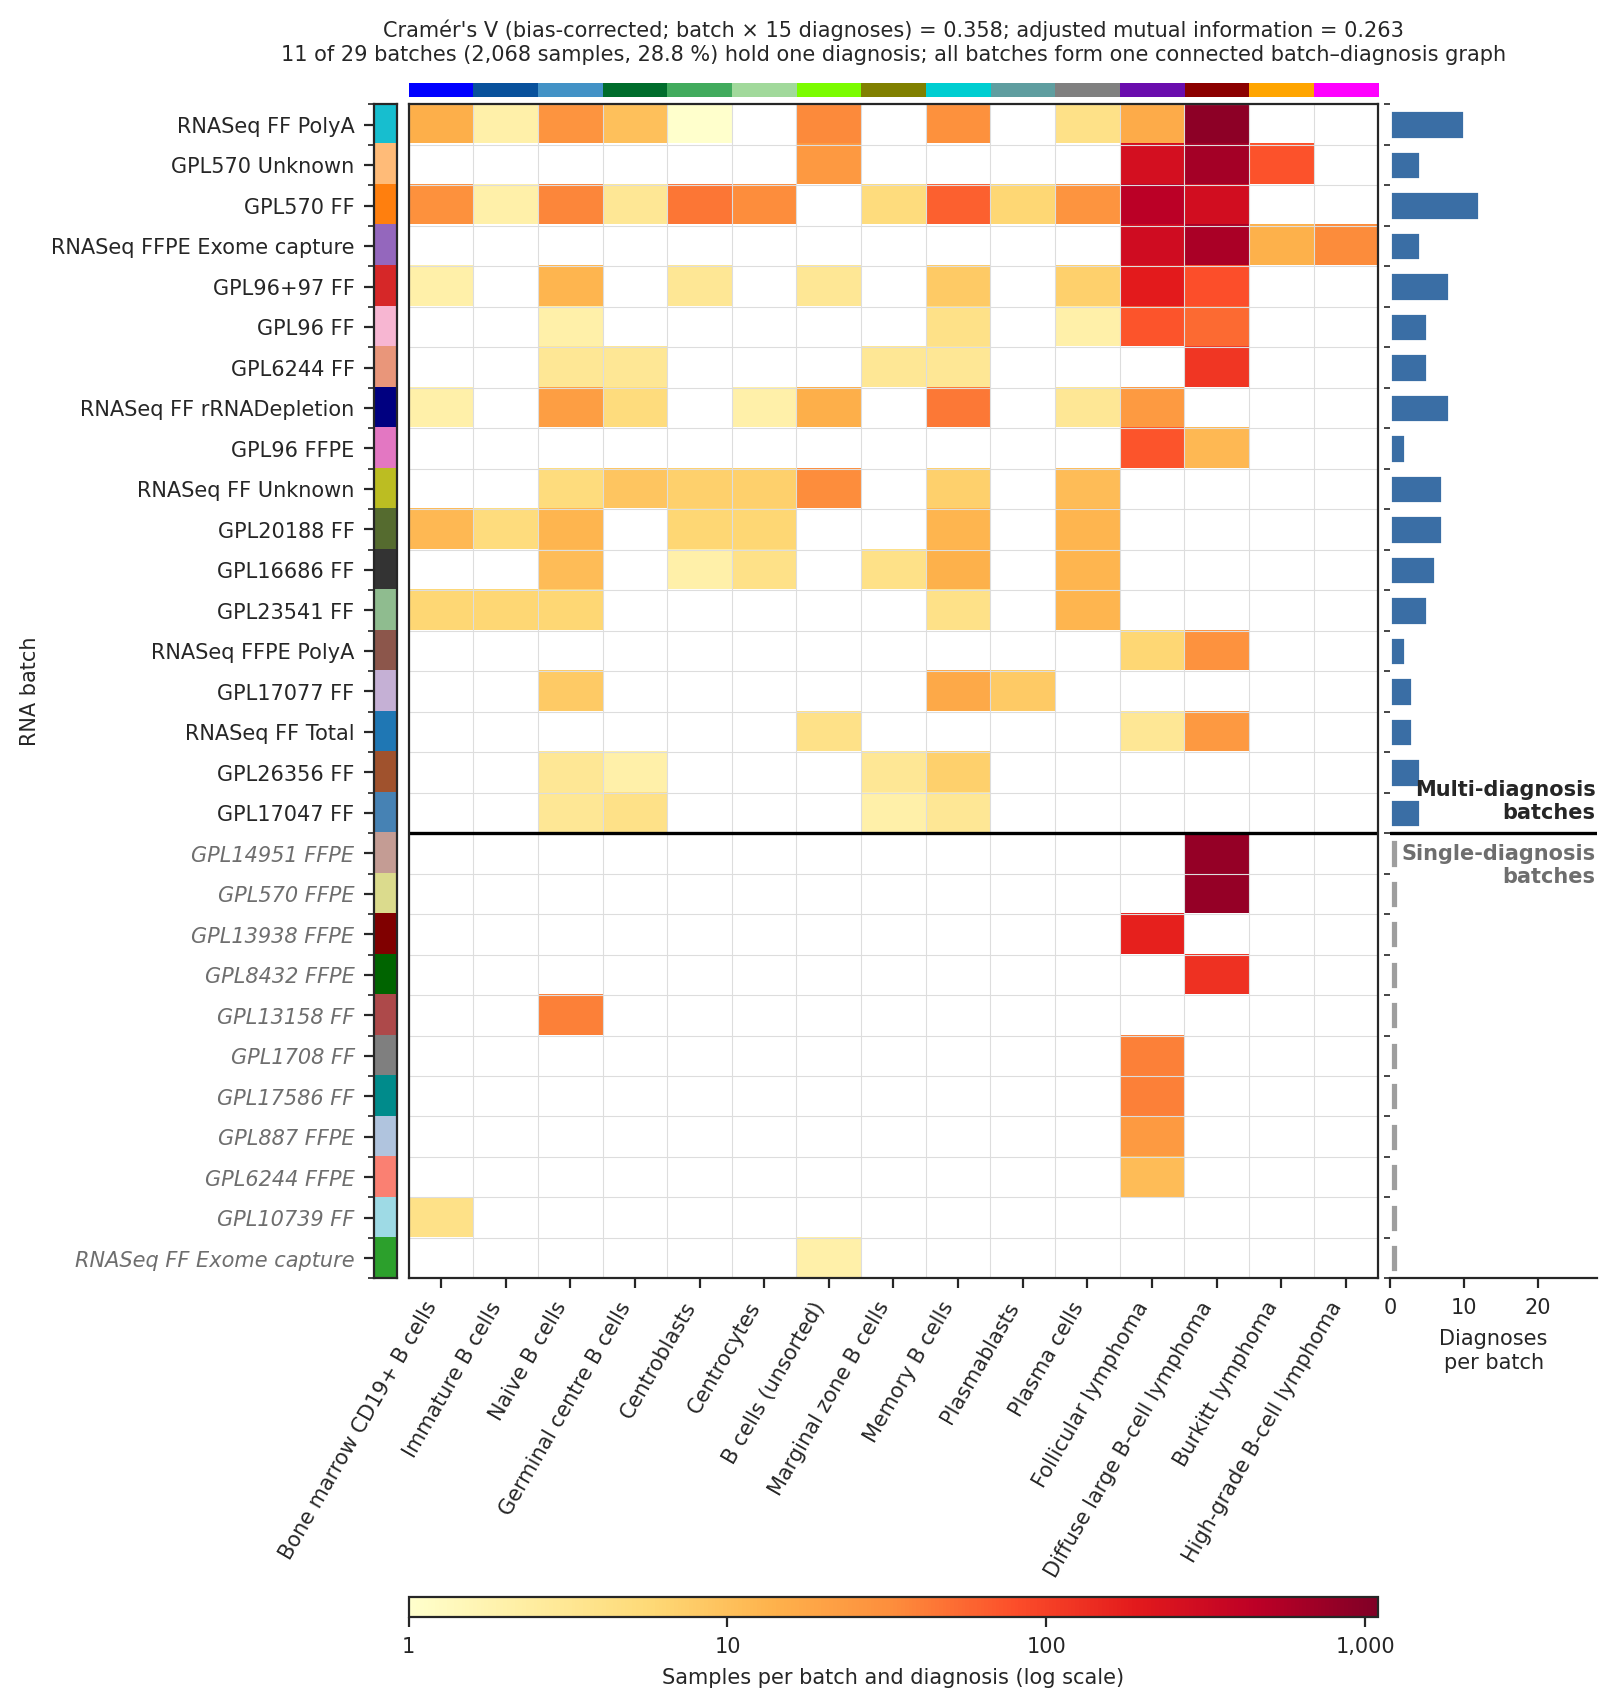 Cramér's V (bias-corrected; batch × 15 diagnoses) = 0.358; adjusted mutual information = 0.263
11 of 29 batches (2,068 samples, 28.8 %) hold one diagnosis; all batches form one connected batch–diagnosis graph
RNA batch
RNASeq FF PolyA
GPL570 Unknown
GPL570 FF
RNASeq FFPE Exome capture
GPL96+97 FF
GPL96 FF
GPL6244 FF
RNASeq FF rRNADepletion
GPL96 FFPE
RNASeq FF Unknown
GPL20188 FF
GPL16686 FF
GPL23541 FF
RNASeq FFPE PolyA
GPL17077 FF
RNASeq FF Total
GPL26356 FF
GPL17047 FF
GPL14951 FFPE
GPL570 FFPE
GPL13938 FFPE
GPL8432 FFPE
GPL13158 FF
GPL1708 FF
GPL17586 FF
GPL887 FFPE
GPL6244 FFPE
GPL10739 FF
RNASeq FF Exome capture
Multi-diagnosis
batches
Single-diagnosis
batches
Bone marrow CD19+ B cells
Immature B cells
Naive B cells
Germinal centre B cells
Centroblasts
Centrocytes
B cells (unsorted)
Marginal zone B cells
Memory B cells
Plasmablasts
Plasma cells
Follicular lymphoma
Diffuse large B-cell lymphoma
Burkitt lymphoma
High-grade B-cell lymphoma
0 10 20
Diagnoses
per batch
1 10 100 1,000
Samples per batch and diagnosis (log scale)